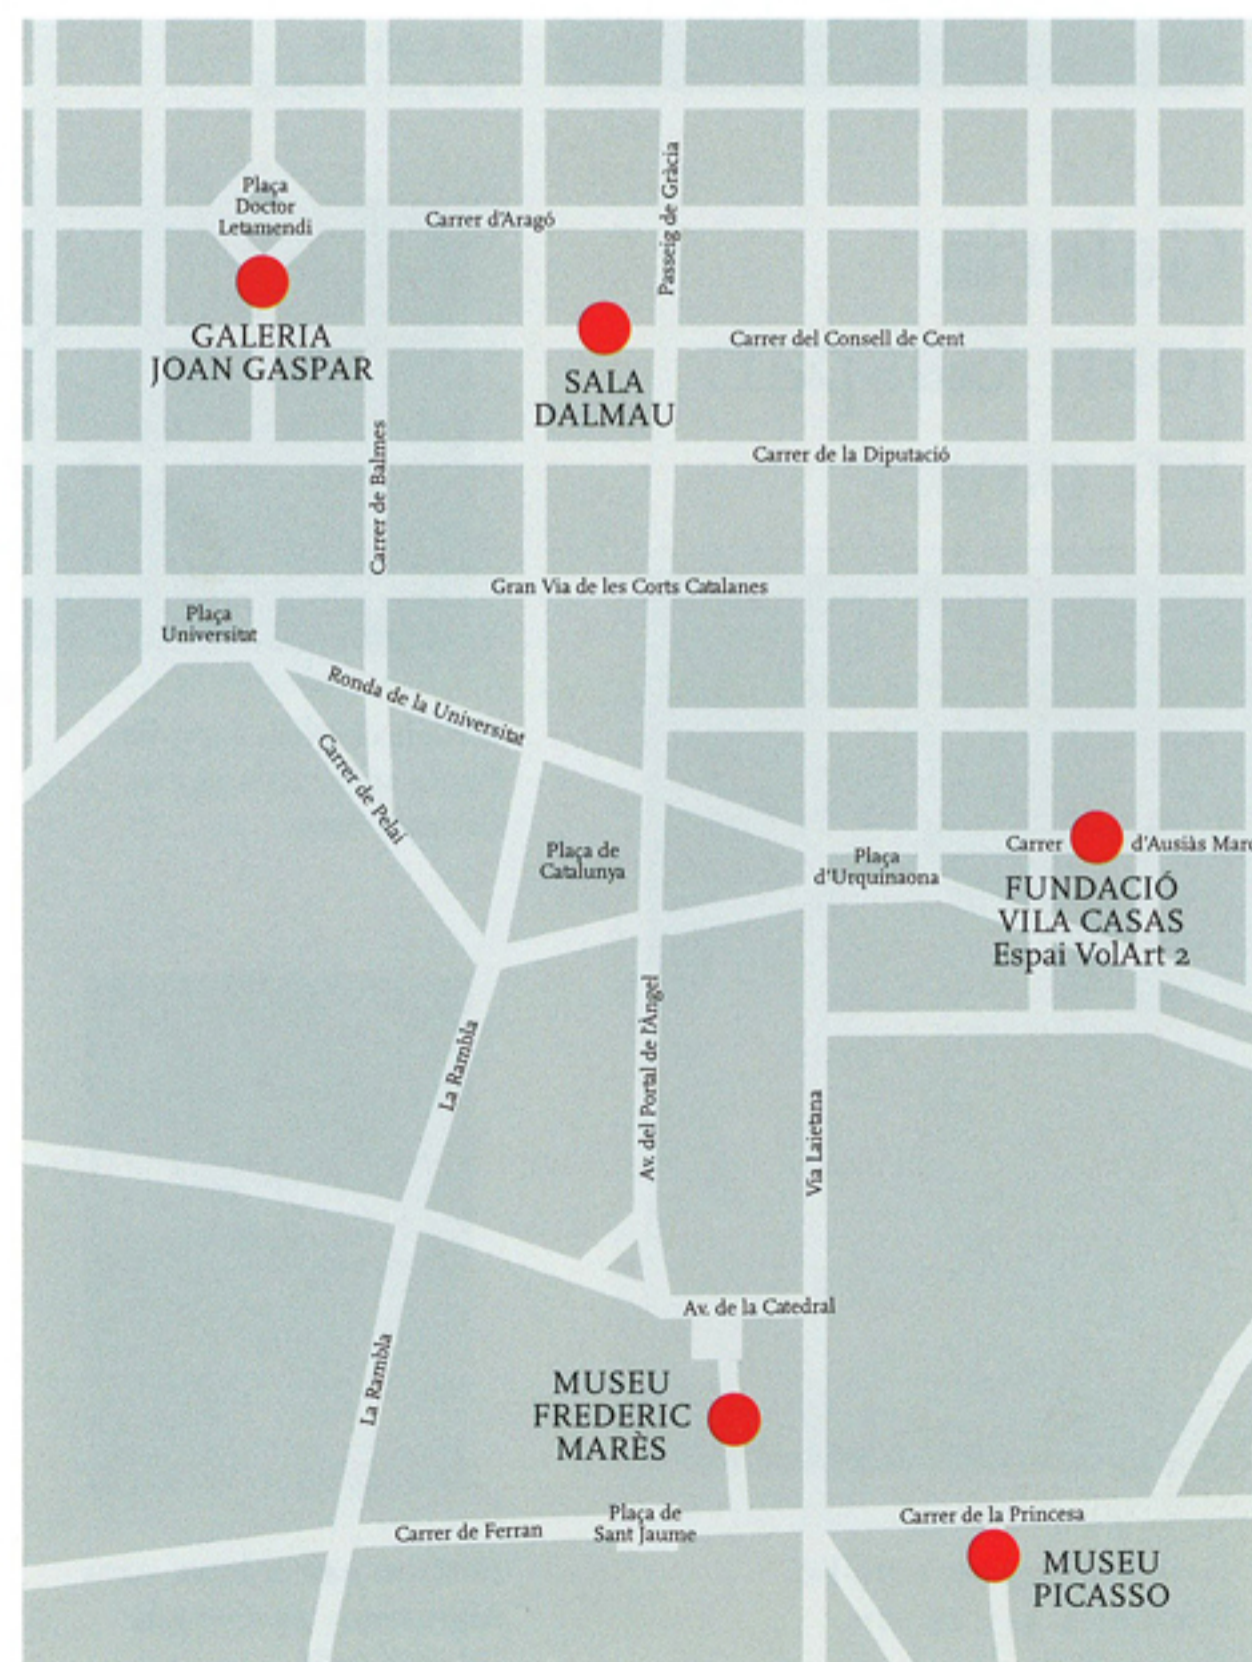 Plaça
Doctor
Letamendi
Carrer d'Aragó
Passeig de Gràcia
GALERIA
JOAN GASPAR
SALA
DALMAU
Carrer del Consell de Cent
Carrer de la Diputació
Carrer de Balmes
Gran Via de les Corts Catalanes
Plaça
Universitat
Ronda de la Universitat
Carrer de Pelai
Plaça de
Catalunya
Plaça
d'Urquinaona
Carrer d'Ausiàs Marc
FUNDACIÓ
VILA CASAS
Espai VolArt 2
La Rambla
Av. del Portal de l'Àngel
Via Laietana
Av. de la Catedral
La Rambla
MUSEU
FREDERIC
MARÈS
Carrer de Ferran
Plaça de
Sant Jaume
Carrer de la Princesa
MUSEU
PICASSO